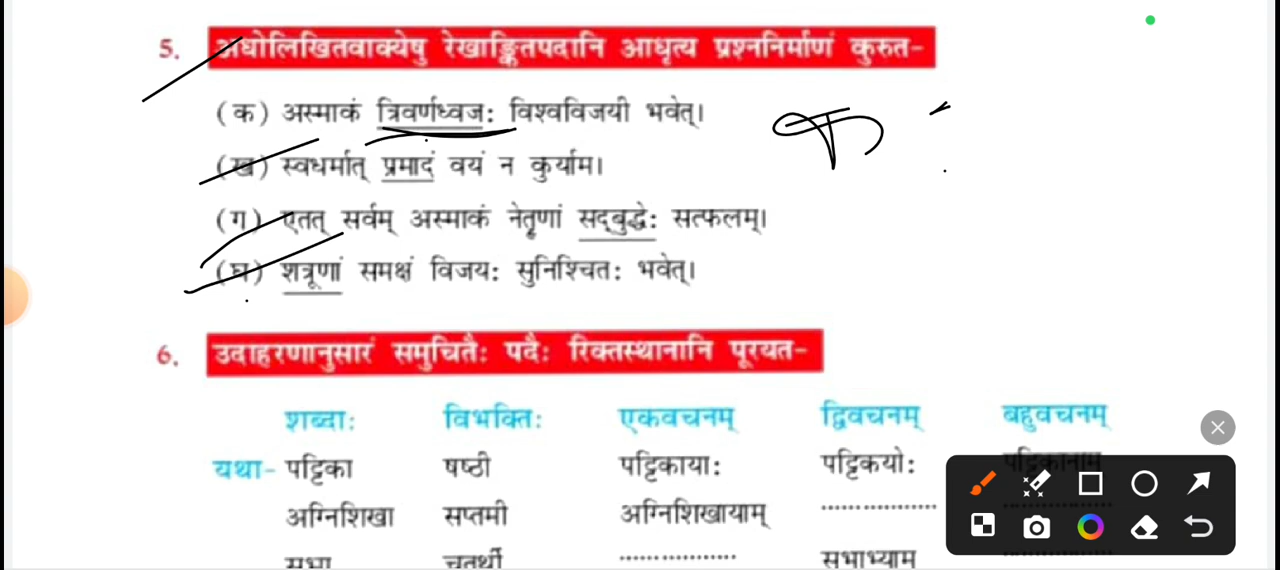 5. अधोलिखितवाक्येषु रेखाङ्कितपदानि आधृत्य प्रश्ननिर्माणं कुरुत-
(क) अस्माकं त्रिवर्णध्वजः विश्वविजयी भवेत्।
(ख) स्वधर्मात् प्रमादं वयं न कुर्याम।
(ग) एतत् सर्वम् अस्माकं नेतॄणां सद्बुद्धेः सत्फलम्।
(घ) शत्रूणां समक्षं विजयः सुनिश्चितः भवेत्।
6. उदाहरणानुसारं समुचितैः पदैः रिक्तस्थानानि पूरयत-
शब्दाः विभक्तिः एकवचनम् द्विवचनम् बहुवचनम्
यथा- पट्टिका षष्ठी पट्टिकायाः पट्टिकयोः पट्टिकानाम्
अग्निशिखा सप्तमी अग्निशिखायाम् ................ ................
सभा चतुर्थी ................ सभाभ्याम् ................